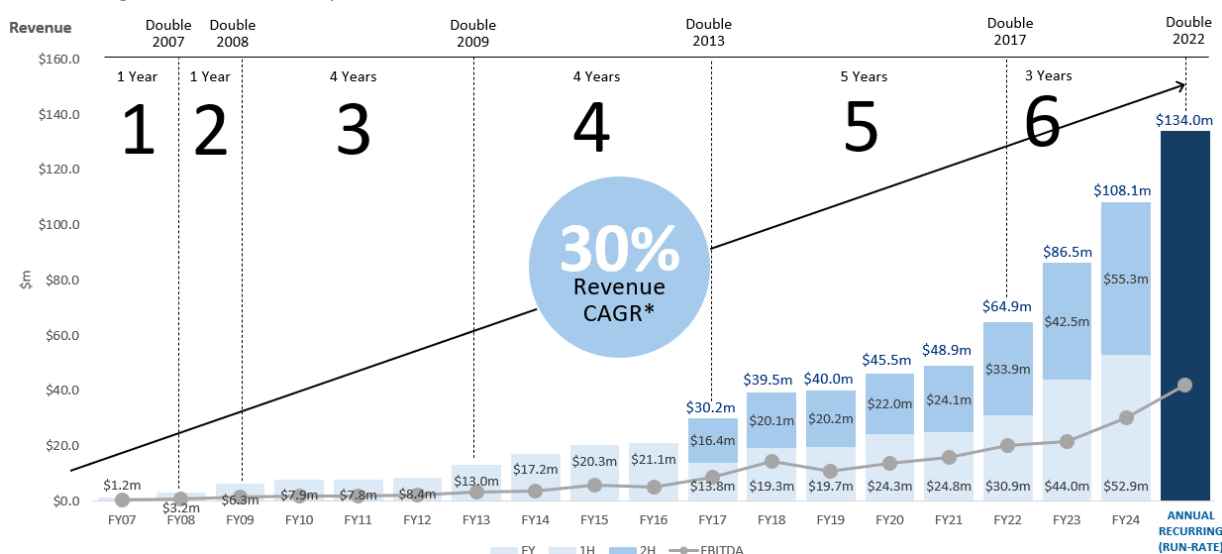 Revenue
Double
2007
Double
2008
Double
2009
Double
2013
Double
2017
Double
2022
$160.0
$140.0
$120.0
$100.0
$80.0
$60.0
$40.0
$20.0
$0.0
$m
1 Year
1 Year
4 Years
4 Years
5 Years
3 Years
1
2
3
4
5
6
30%
Revenue
CAGR*
$134.0m
$108.1m
$86.5m
$64.9m
$48.9m
$45.5m
$40.0m
$39.5m
$30.2m
$55.3m
$42.5m
$33.9m
$24.1m
$22.0m
$20.2m
$20.1m
$16.4m
$1.2m
$3.2m
$6.3m
$7.9m
$7.8m
$8.4m
$13.0m
$17.2m
$20.3m
$21.1m
$13.8m
$19.3m
$19.7m
$24.3m
$24.8m
$30.9m
$44.0m
$52.9m
FY07
FY08
FY09
FY10
FY11
FY12
FY13
FY14
FY15
FY16
FY17
FY18
FY19
FY20
FY21
FY22
FY23
FY24
ANNUAL
RECURRING
(RUN-RATE)
FY
1H
2H
EBITDA